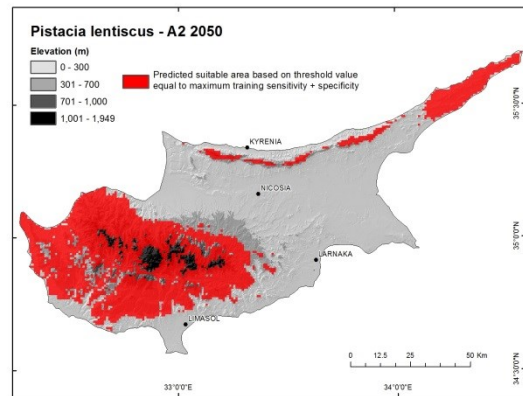 Pistacia lentiscus - A2 2050
Elevation (m)
0 - 300
301 - 700
701 - 1,000
1,001 - 1,949
Predicted suitable area based on threshold value
equal to maximum training sensitivity + specificity
KYRENIA
NICOSIA
LARNAKA
LIMASOL
0 12.5 25 50 Km
33°0'0"E 34°0'0"E
35°30'0"N
35°0'0"N
34°30'0"N